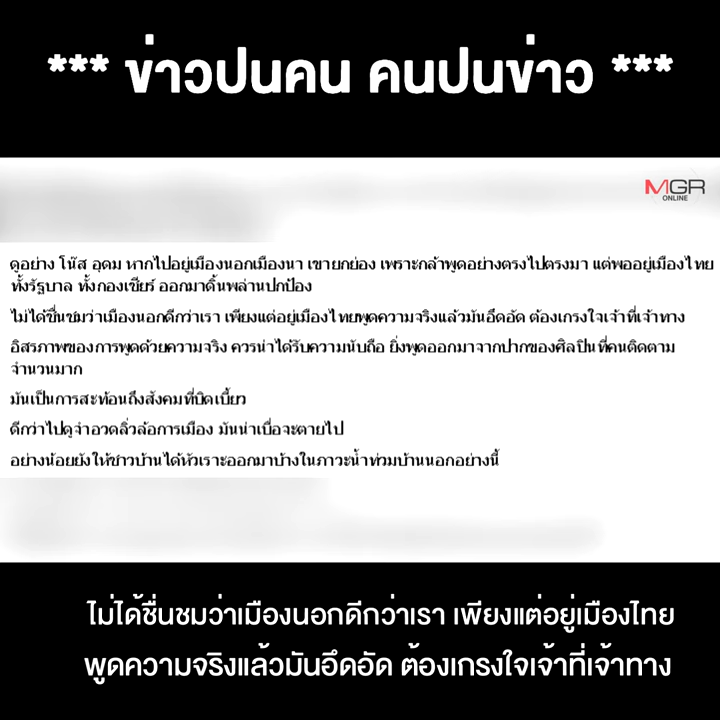 *** ข่าวปนคน คนปนข่าว ***
MGR
ONLINE
ดูอย่าง โน๊ส อุดม หากไปอยู่เมืองนอกเมืองนา เขายกย่อง เพราะกล้าพูดอย่างตรงไปตรงมา แต่พออยู่เมืองไทย
ทั้งรัฐบาล ทั้งกองเชียร์ ออกมาดิ้นพล่านปกป้อง
ไม่ได้ชื่นชมว่าเมืองนอกดีกว่าเรา เพียงแต่อยู่เมืองไทยพูดความจริงแล้วมันอึดอัด ต้องเกรงใจเจ้าที่เจ้าทาง
อิสรภาพของการพูดด้วยความจริง ควรน่าได้รับความนับถือ ยิ่งพูดออกมาจากปากของศิลปินที่คนติดตาม
จำนวนมาก
มันเป็นการสะท้อนถึงสังคมที่บิดเบี้ยว
ดีกว่าไปดูจำอวดลิ่วล้อการเมือง มันน่าเบื่อจะตายไป
อย่างน้อยยังให้ชาวบ้านได้หัวเราะออกมาบ้างในภาวะน้ำท่วมบ้านนอกอย่างนี้
ไม่ได้ชื่นชมว่าเมืองนอกดีกว่าเรา เพียงแต่อยู่เมืองไทย
พูดความจริงแล้วมันอึดอัด ต้องเกรงใจเจ้าที่เจ้าทาง